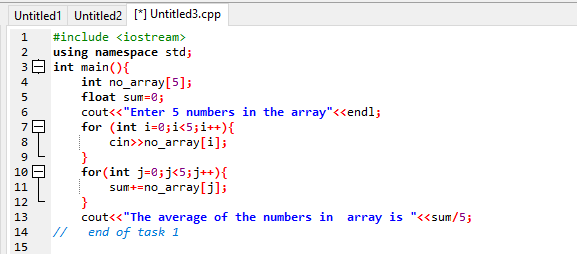 Untitled1 Untitled2 [*] Untitled3.cpp
1 #include <iostream>
2 using namespace std;
3 int main(){
4 int no_array[5];
5 float sum=0;
6 cout<<"Enter 5 numbers in the array"<<endl;
7 for (int i=0;i<5;i++){
8 cin>>no_array[i];
9 }
10 for(int j=0;j<5;j++){
11 sum+=no_array[j];
12 }
13 cout<<"The average of the numbers in  array is "<<sum/5;
14 //   end of task 1
15